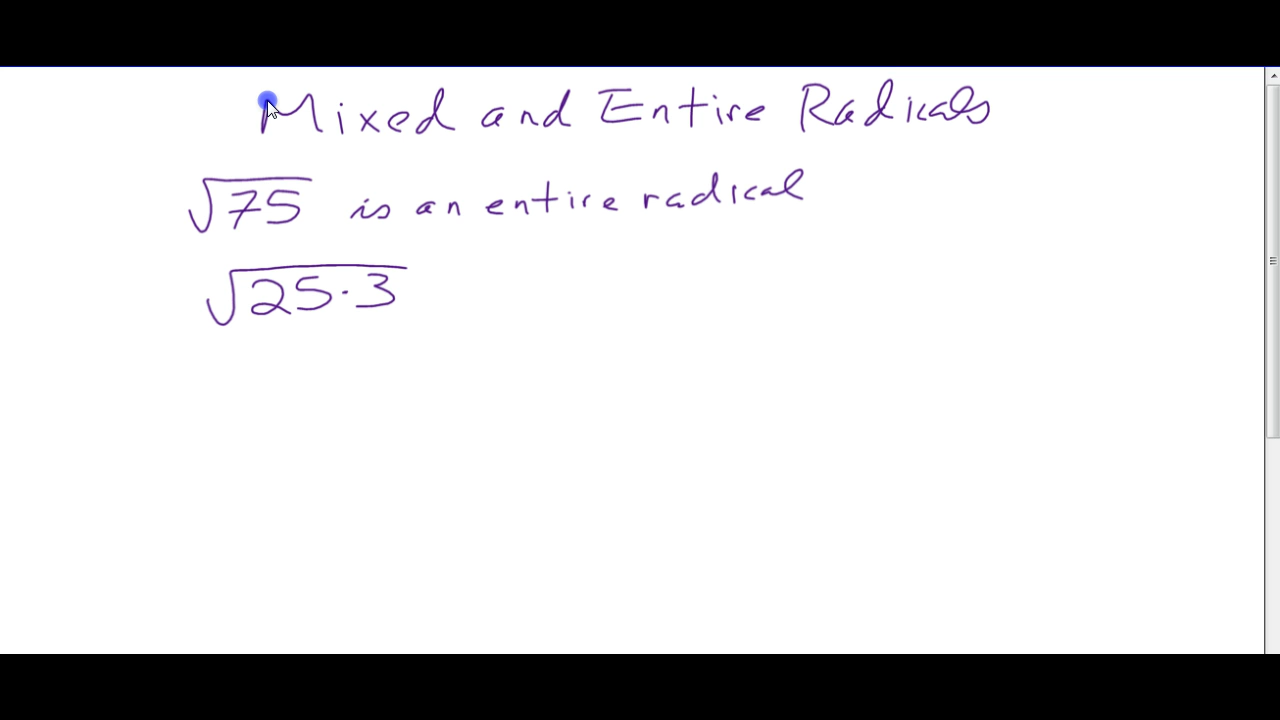 Mixed and Entire Radicals
√75 is an entire radical
√25·3